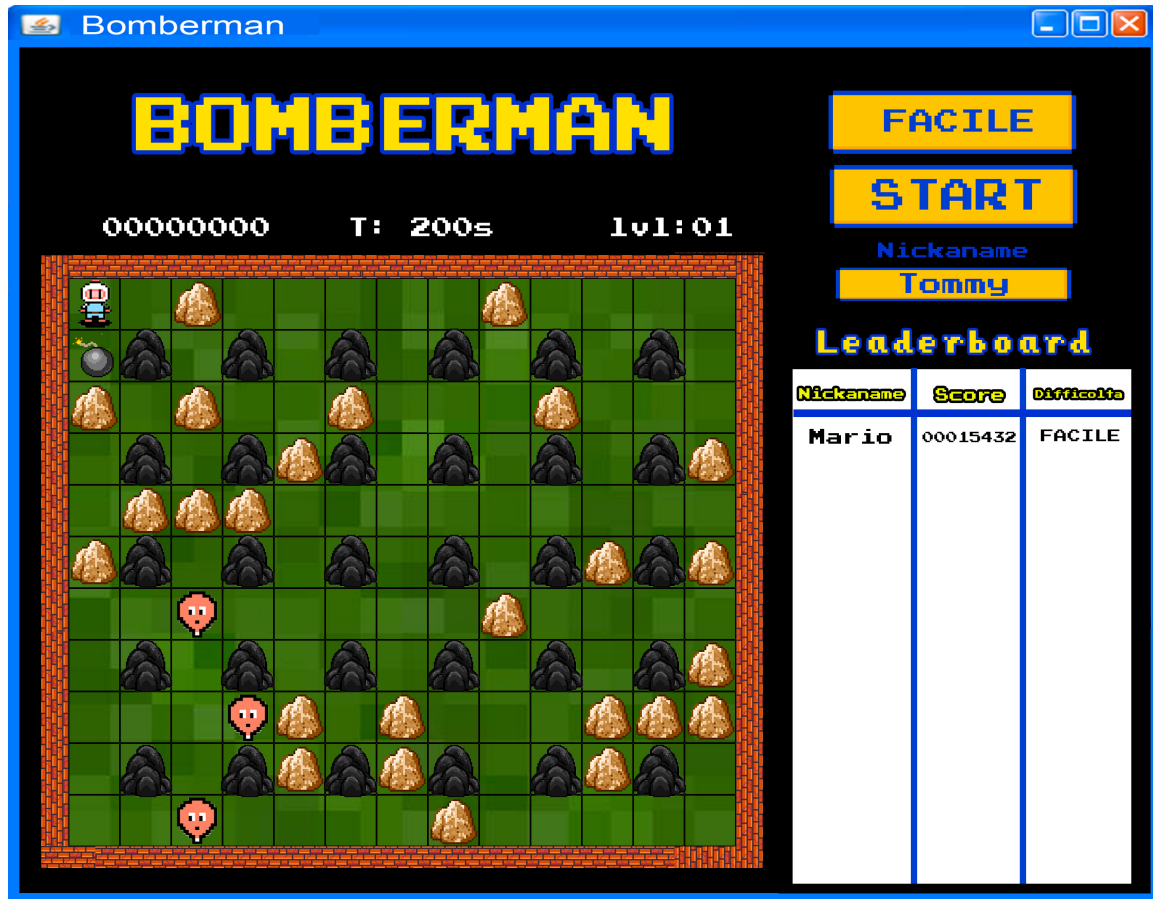 Bomberman
BOMBERMAN
00000000 T: 200s lvl:01
FACILE
START
Nickaname
Tommy
Leaderboard
Nickaname Score Difficolta
Mario 00015432 FACILE